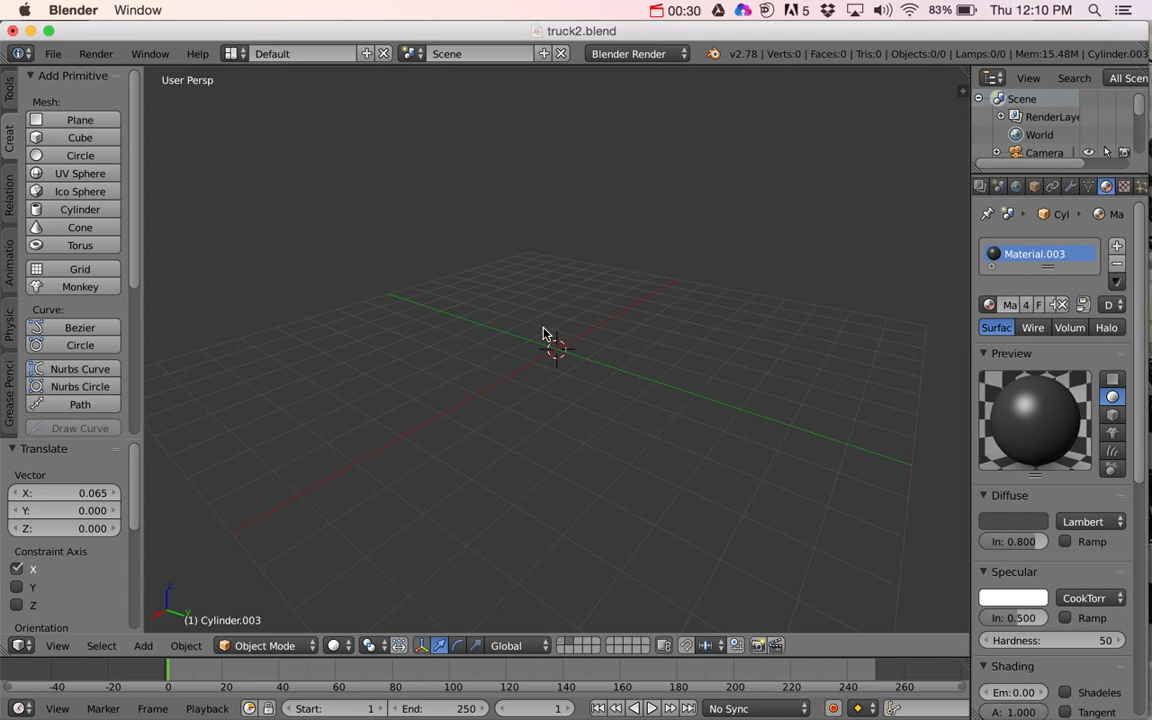 Blender Window 00:30 5 83% Thu 12:10 PM
truck2.blend
File Render Window Help Default Scene Blender Render v2.78 | Verts:0 | Faces:0 | Tris:0 | Objects:0/0 | Lamps:0/0 | Mem:15.48M | Cylinder.003
Tools
Creat
Relation
Animatio
Physic
Grease Penci
Add Primitive
Mesh:
Plane
Cube
Circle
UV Sphere
Ico Sphere
Cylinder
Cone
Torus
Grid
Monkey
Curve:
Bezier
Circle
Nurbs Curve
Nurbs Circle
Path
Draw Curve
Translate
Vector
X: 0.065
Y: 0.000
Z: 0.000
Constraint Axis
X
Y
Z
Orientation
User Persp
(1) Cylinder.003
View Select Add Object Object Mode Global
-40 -20 0 20 40 60 80 100 120 140 160 180 200 220 240 260
View Marker Frame Playback Start: 1 End: 250 1 No Sync
View Search All Scen
Scene
RenderLaye
World
Camera
Cyl Ma
Material.003
Ma 4 F D
Surfac Wire Volum Halo
Preview
Diffuse
Lambert
In: 0.800 Ramp
Specular
CookTorr
In: 0.500 Ramp
Hardness: 50
Shading
Em:0.00 Shadeles
A: 1.000 Tangent